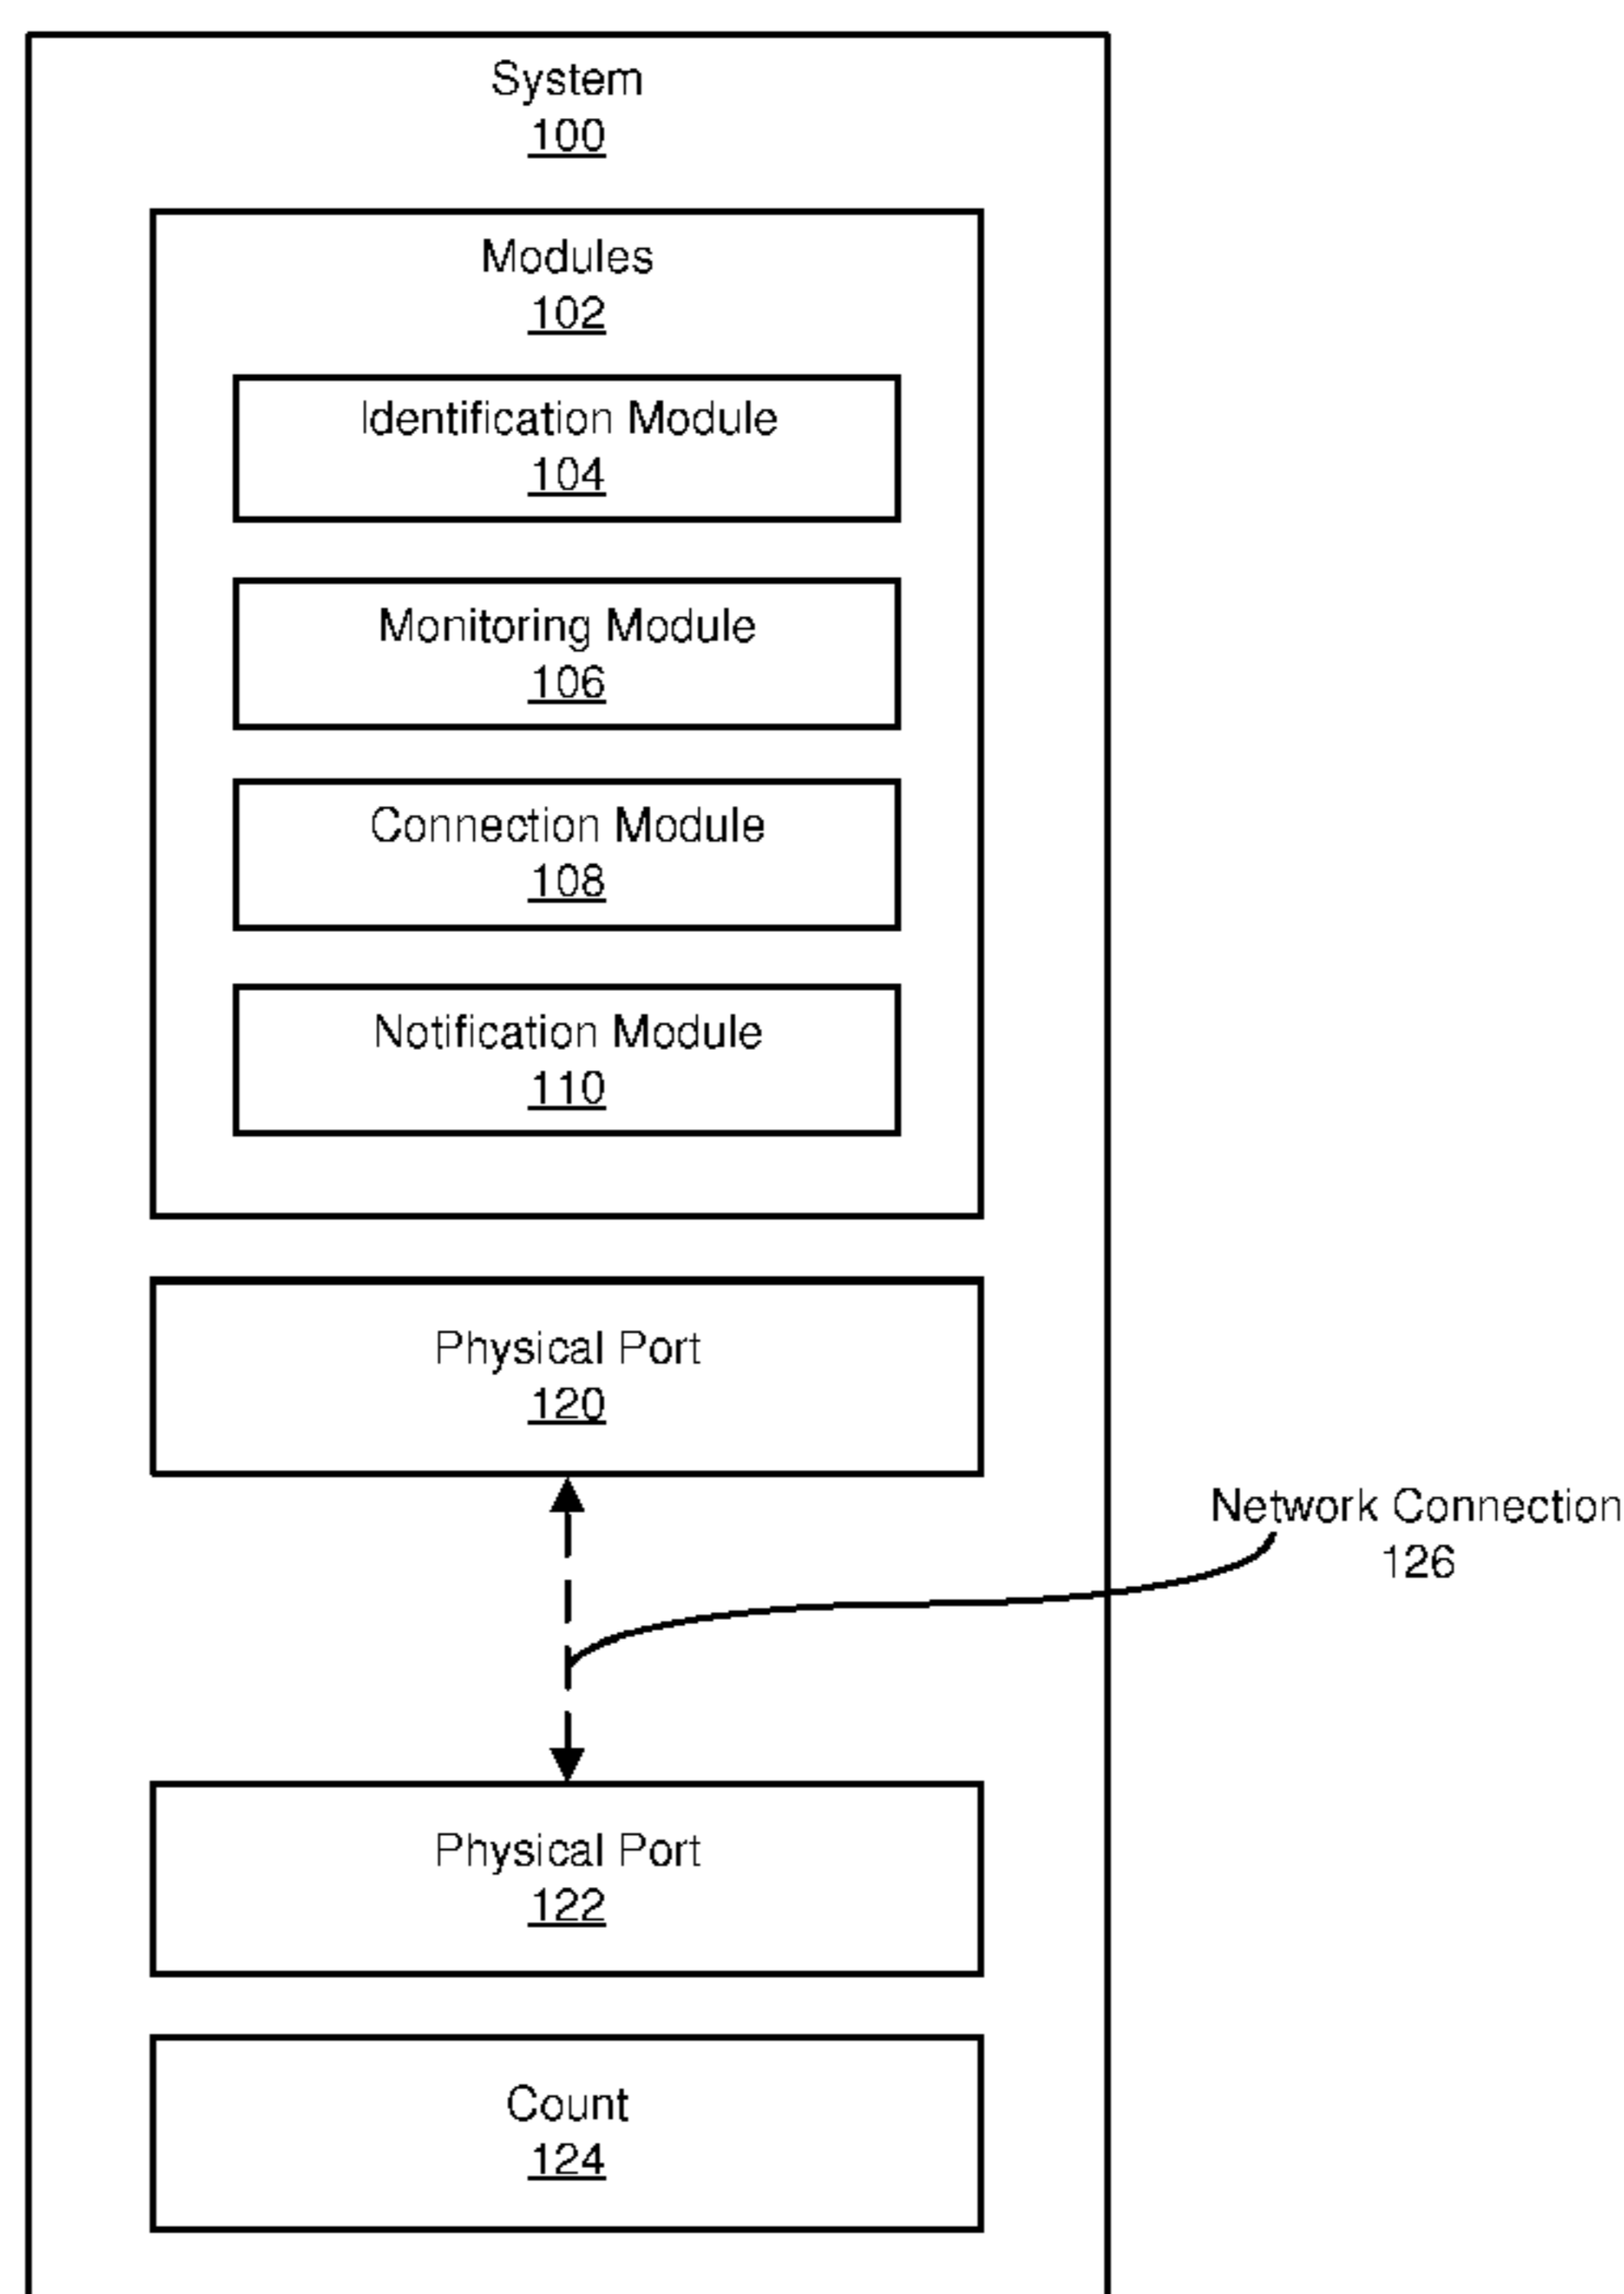 System
100
Modules
102
Identification Module
104
Monitoring Module
106
Connection Module
108
Notification Module
110
Physical Port
120
Network Connection
126
Physical Port
122
Count
124